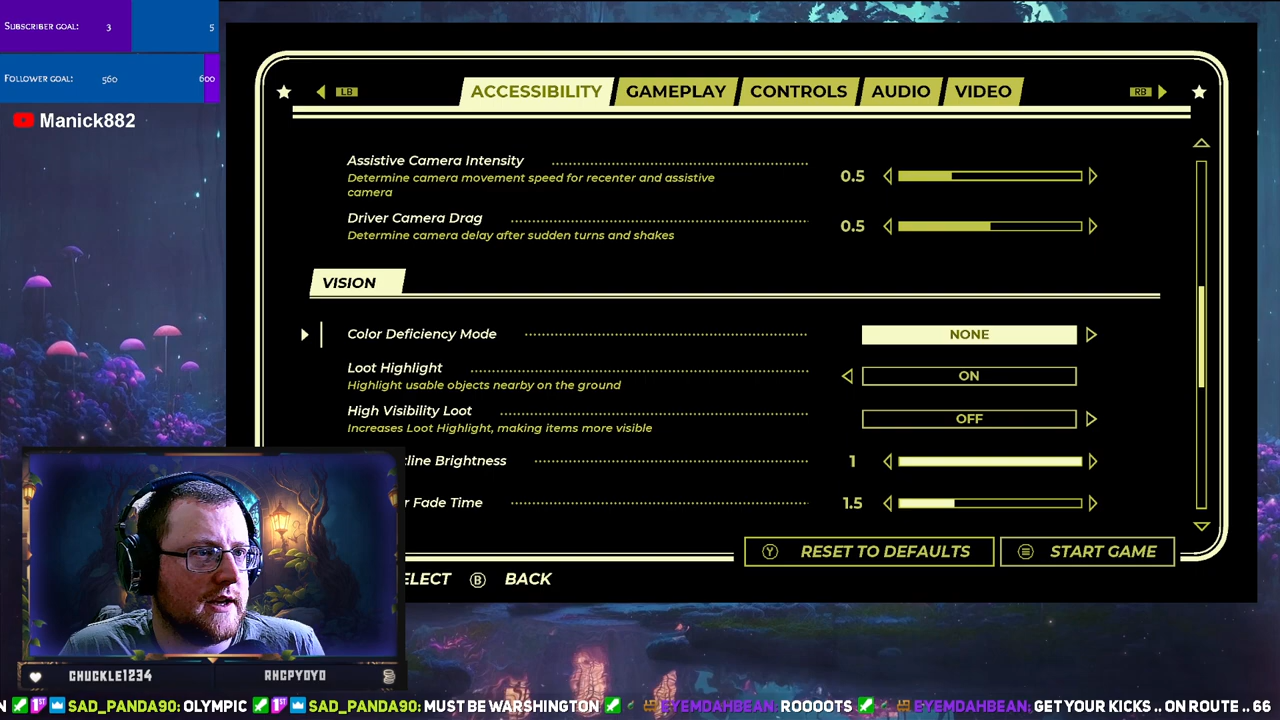 SUBSCRIBER GOAL: 3 5
FOLLOWER GOAL: 560 600
Manick882
LB ACCESSIBILITY GAMEPLAY CONTROLS AUDIO VIDEO RB
Assistive Camera Intensity 0.5
Determine camera movement speed for recenter and assistive
camera
Driver Camera Drag 0.5
Determine camera delay after sudden turns and shakes
VISION
Color Deficiency Mode NONE
Loot Highlight ON
Highlight usable objects nearby on the ground
High Visibility Loot OFF
Increases Loot Highlight, making items more visible
line Brightness 1
Fade Time 1.5
Y RESET TO DEFAULTS START GAME
ELECT B BACK
CHUCKLE1234 RHCPYOYO
N SAD_PANDA90: OLYMPIC SAD_PANDA90: MUST BE WARSHINGTON EYEMDAHBEAN: ROOOOTS EYEMDAHBEAN: GET YOUR KICKS .. ON ROUTE .. 66